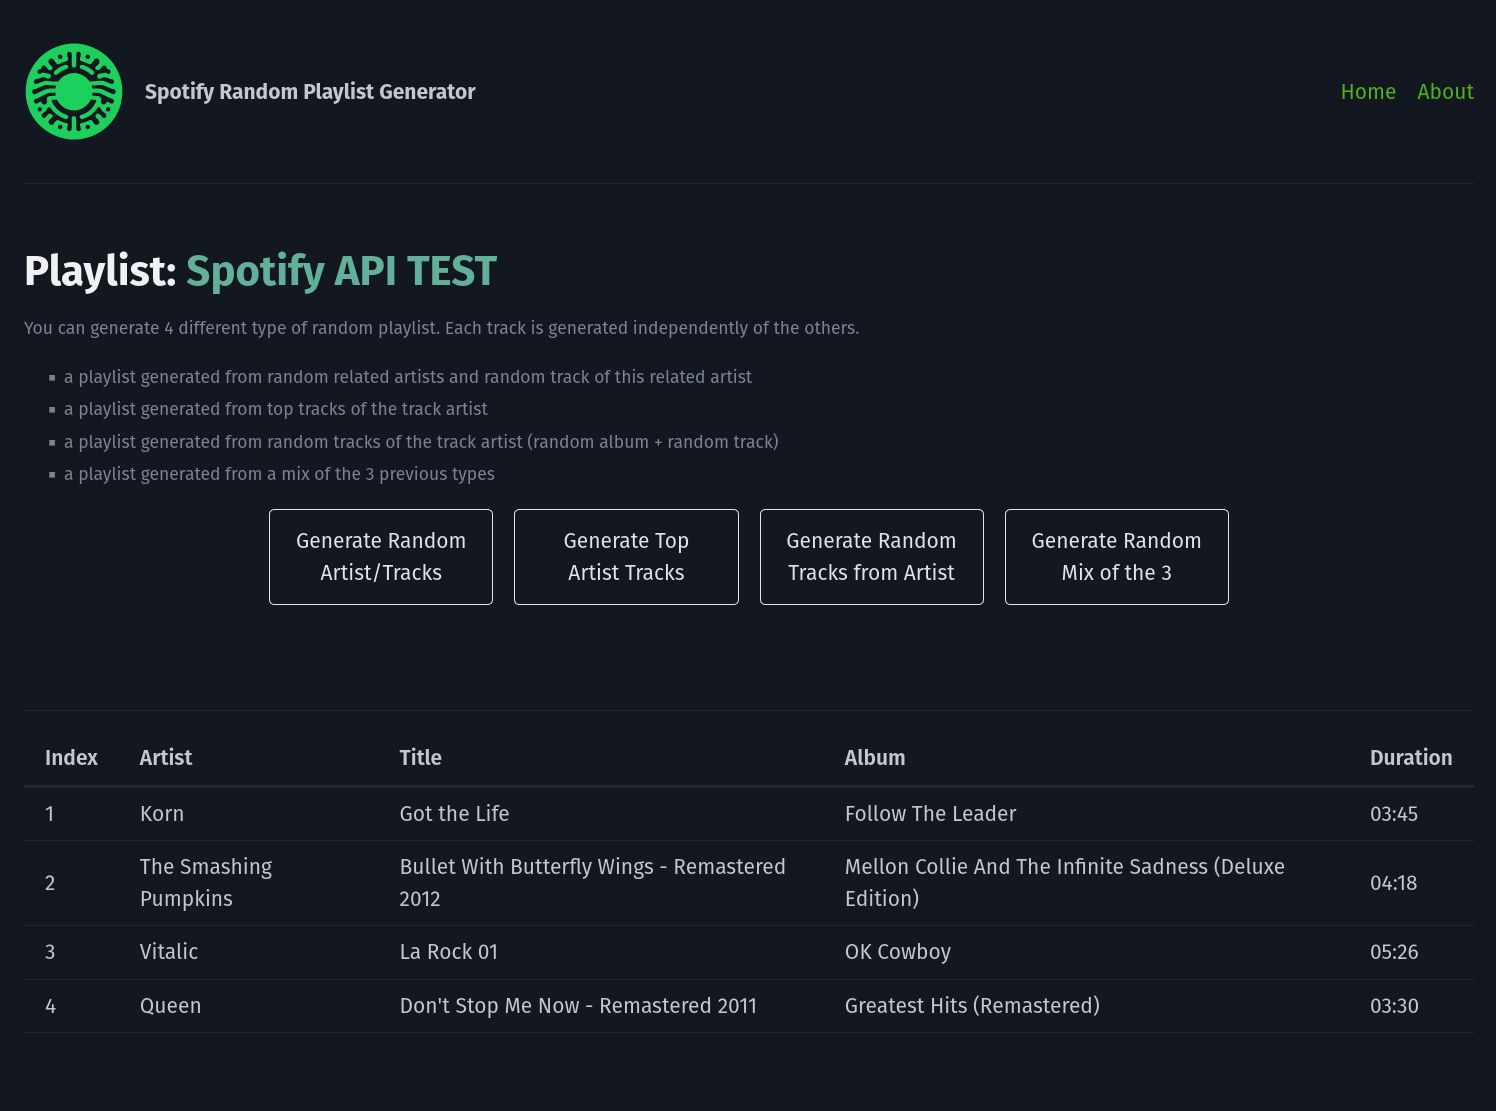 Spotify Random Playlist Generator
Home About
Playlist: Spotify API TEST
You can generate 4 different type of random playlist. Each track is generated independently of the others.
a playlist generated from random related artists and random track of this related artist
a playlist generated from top tracks of the track artist
a playlist generated from random tracks of the track artist (random album + random track)
a playlist generated from a mix of the 3 previous types
Generate Random
Artist/Tracks
Generate Top
Artist Tracks
Generate Random
Tracks from Artist
Generate Random
Mix of the 3
Index Artist Title Album Duration
1 Korn Got the Life Follow The Leader 03:45
2 The Smashing Pumpkins Bullet With Butterfly Wings - Remastered 2012 Mellon Collie And The Infinite Sadness (Deluxe Edition) 04:18
3 Vitalic La Rock 01 OK Cowboy 05:26
4 Queen Don't Stop Me Now - Remastered 2011 Greatest Hits (Remastered) 03:30